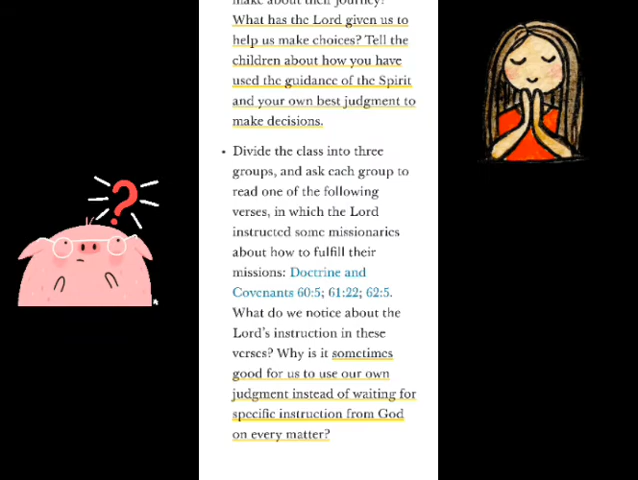 make about their journey?
What has the Lord given us to
help us make choices? Tell the
children about how you have
used the guidance of the Spirit
and your own best judgment to
make decisions.
• Divide the class into three
groups, and ask each group to
read one of the following
verses, in which the Lord
instructed some missionaries
about how to fulfill their
missions: Doctrine and
Covenants 60:5; 61:22; 62:5.
What do we notice about the
Lord's instruction in these
verses? Why is it sometimes
good for us to use our own
judgment instead of waiting for
specific instruction from God
on every matter?
?